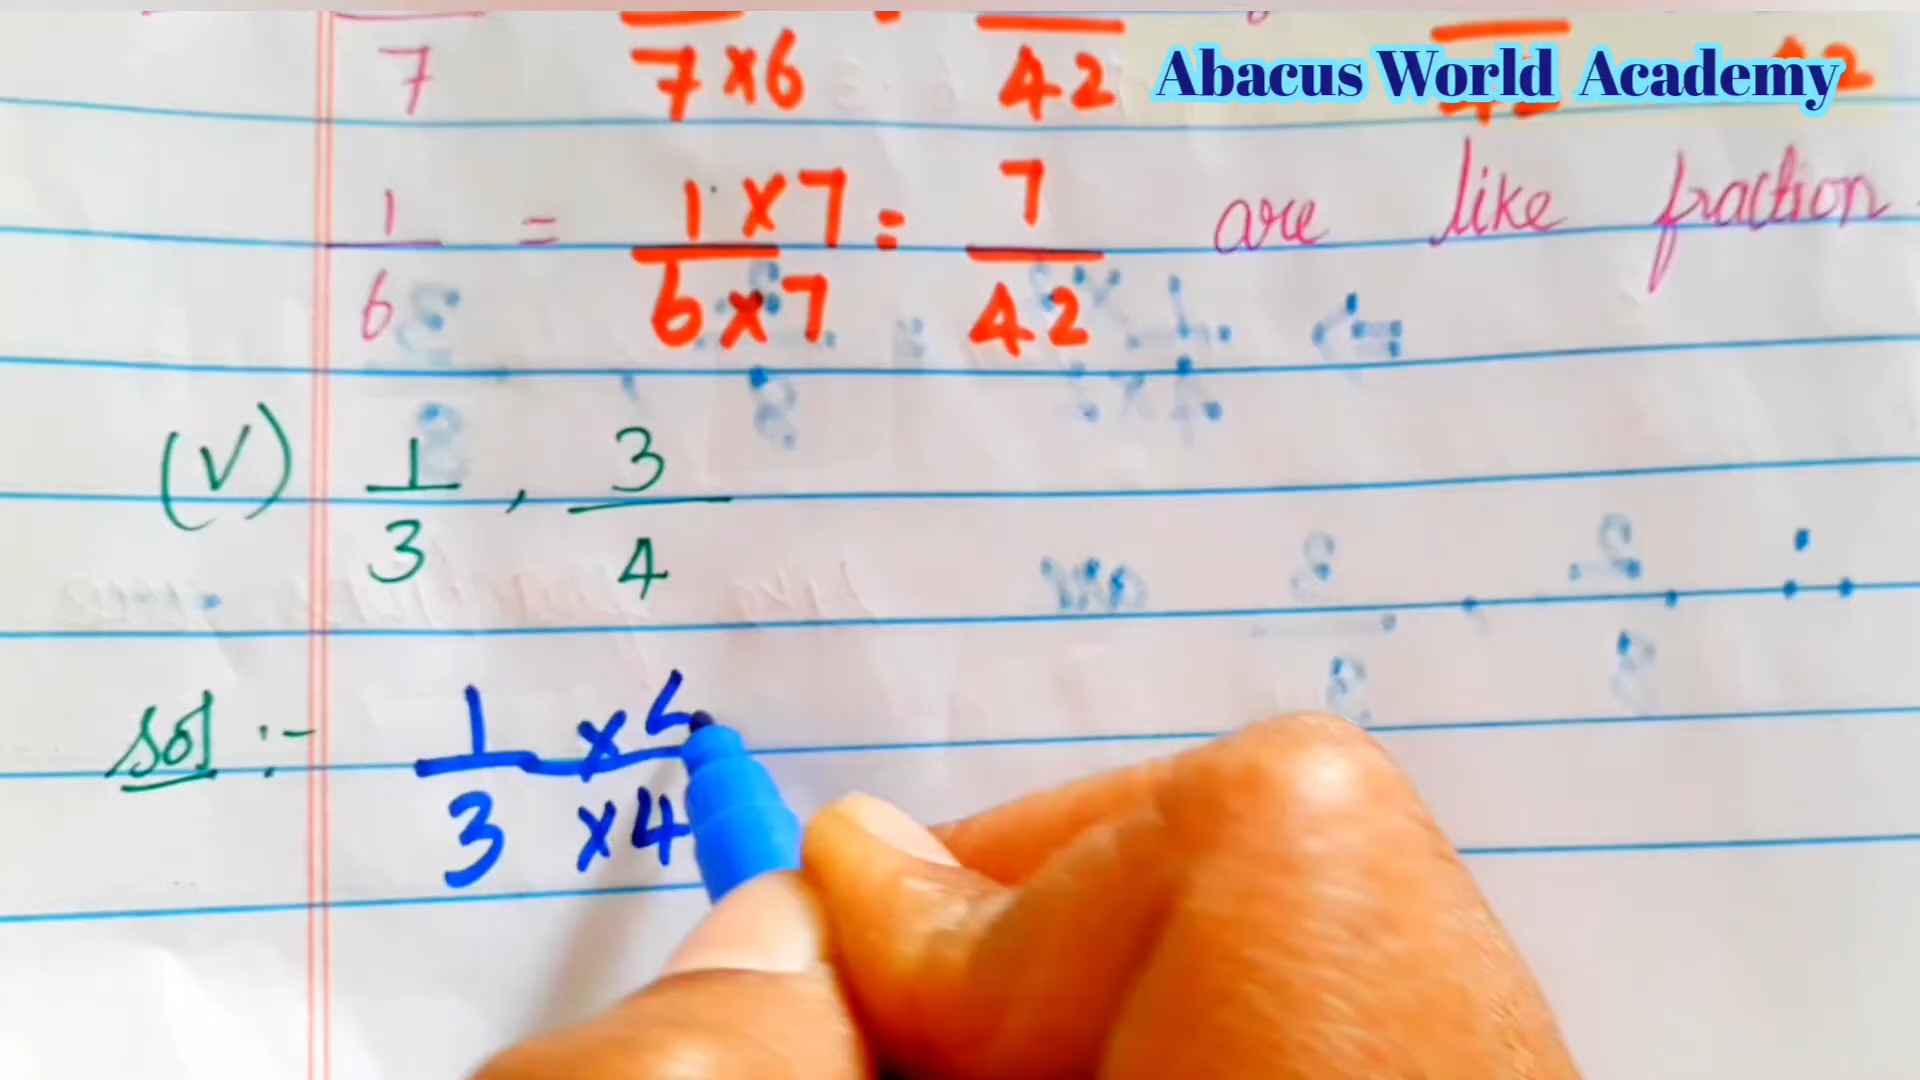 Abacus World Academy
7 7×6 42 42
1/6 = 1×7/6×7 = 7/42 are like fraction.
(V) 1/3 , 3/4
Sol :- 1 ×
3 ×4